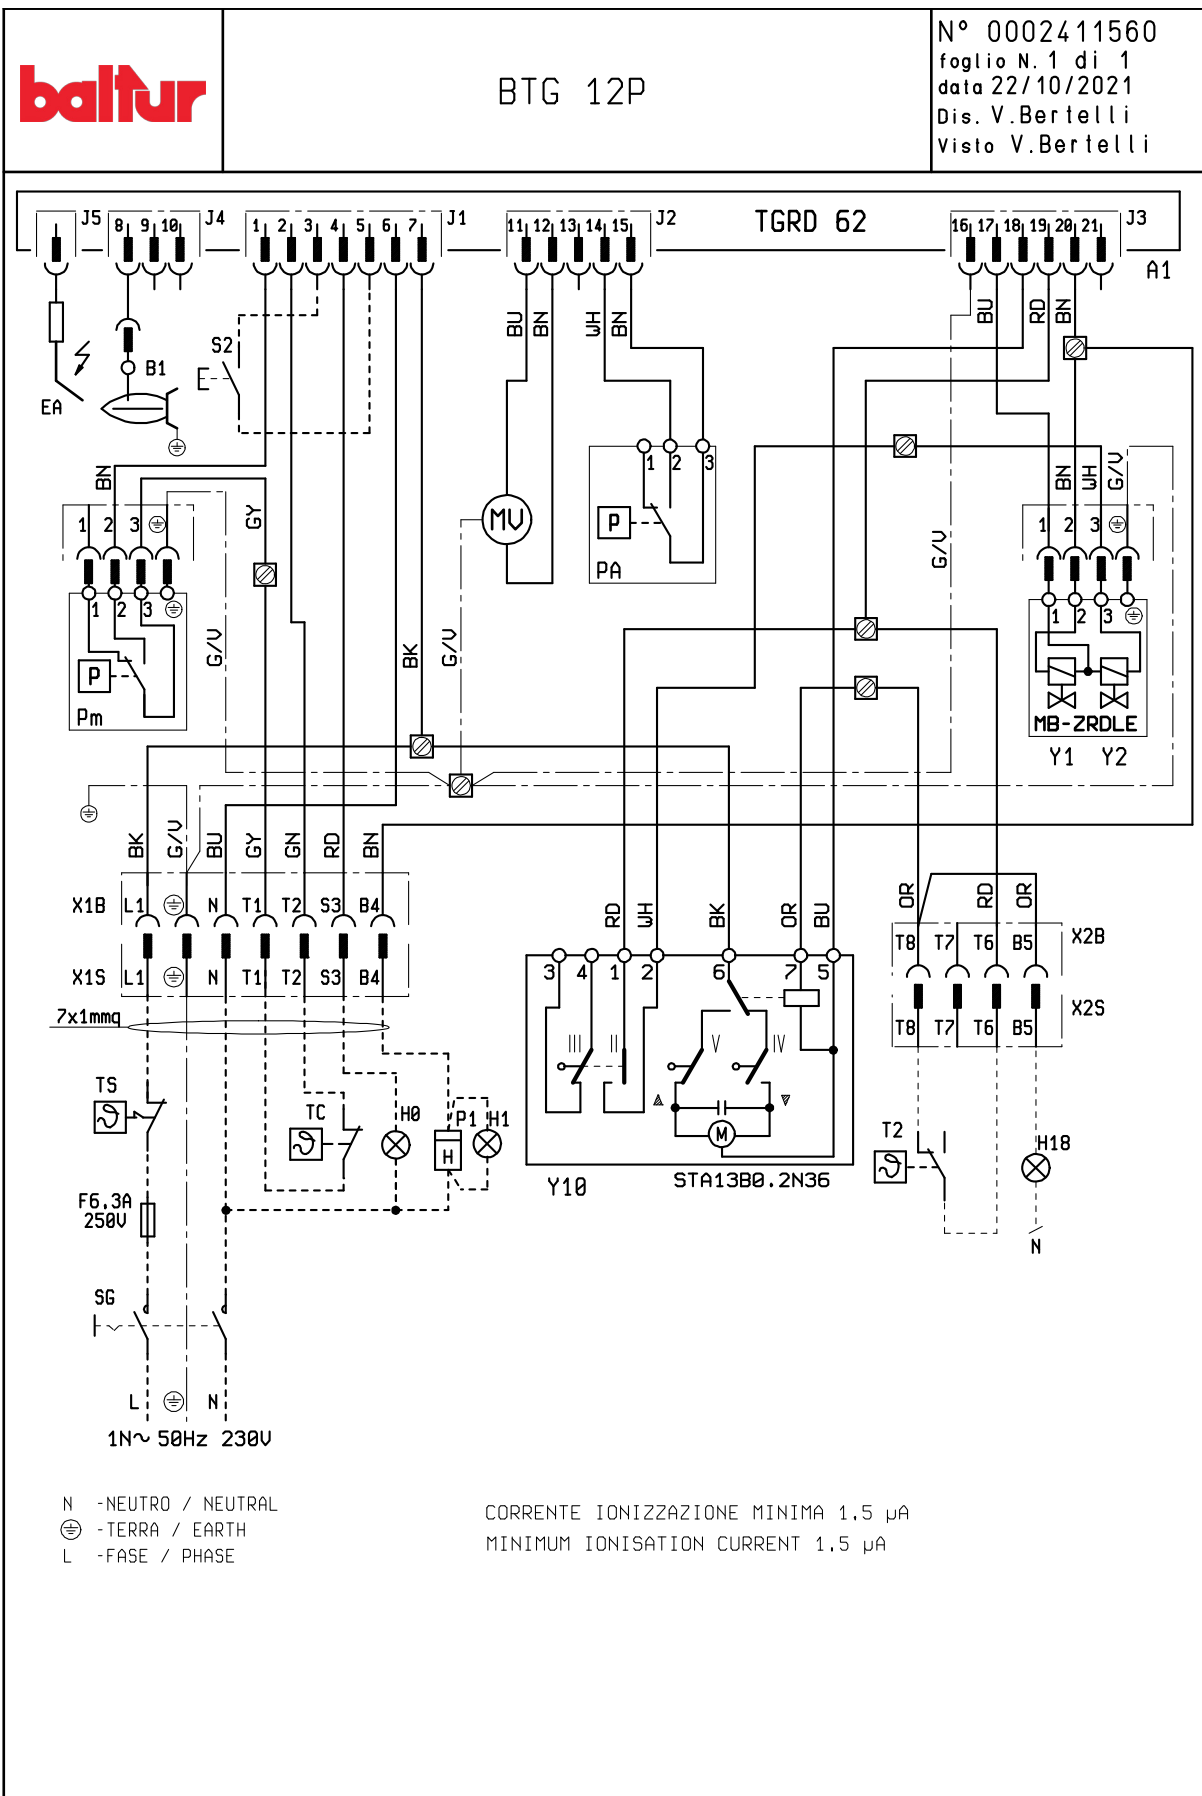 baltur
BTG 12P
N° 0002411560
foglio N. 1 di 1
data 22/10/2021
Dis. V.Bertelli
Visto V.Bertelli
J5 8 9 10 J4 1 2 3 4 5 6 7 J1 11 12 13 14 15 J2 TGRD 62 16 17 18 19 20 21 J3
A1
BU BN WH BN BU RD BN
S2
B1
EA
BN GY
1 2 3
1 2 3
P
PA
MV
BN WH G/V
1 2 3
1 2 3
P
Pm
G/V BK G/V G/V
1 2 3
MB-ZRDLE
Y1 Y2
BK G/V BU GY GN RD BN
X1B L1 N T1 T2 S3 B4
X1S L1 N T1 T2 S3 B4
7x1mmq
RD WH BK OR BU
3 4 1 2 6 7 5
III II V IV
M
Y10
STA13B0.2N36
OR RD OR
T8 T7 T6 B5 X2B
T8 T7 T6 B5 X2S
TS
TC
H0
P1 H1
H
T2
H18
N
F6.3A
250V
SG
L N
1N~ 50Hz 230V
N -NEUTRO / NEUTRAL
-TERRA / EARTH
L -FASE / PHASE
CORRENTE IONIZZAZIONE MINIMA 1.5 µA
MINIMUM IONISATION CURRENT 1.5 µA